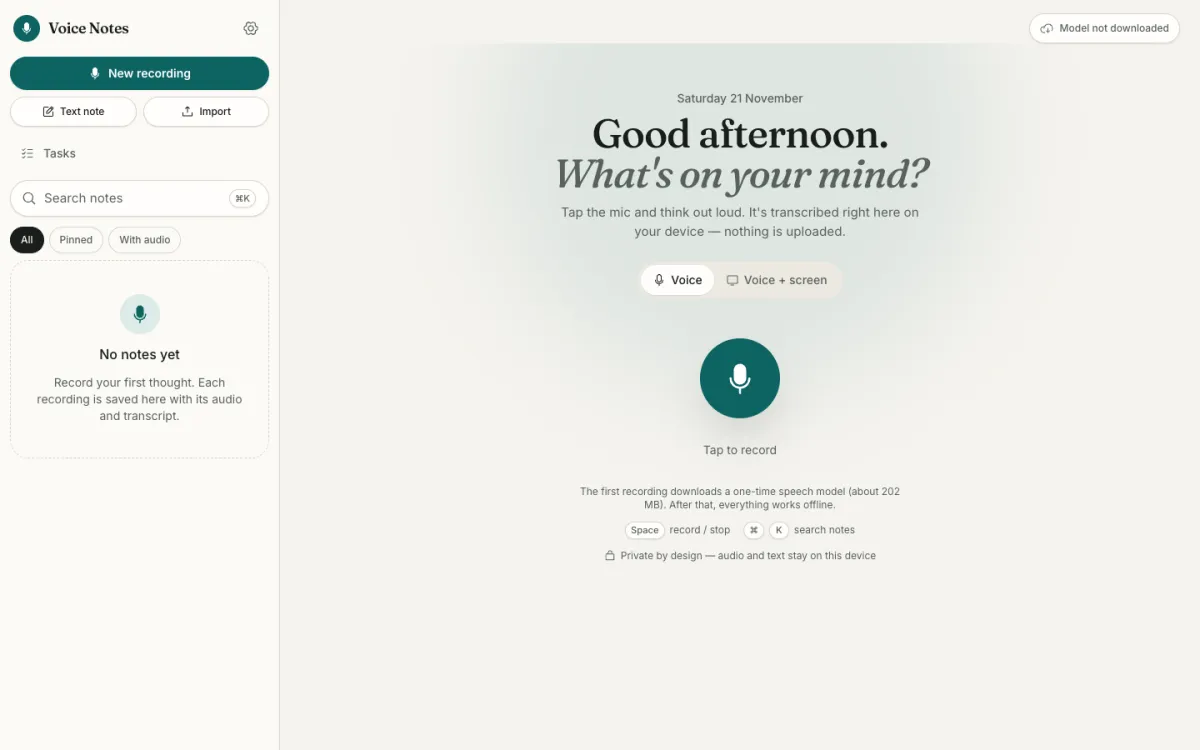 Voice Notes
New recording
Text note
Import
Tasks
Search notes
⌘K
All
Pinned
With audio
No notes yet
Record your first thought. Each
recording is saved here with its audio
and transcript.
Model not downloaded
Saturday 21 November
Good afternoon.
What's on your mind?
Tap the mic and think out loud. It's transcribed right here on
your device — nothing is uploaded.
Voice
Voice + screen
Tap to record
The first recording downloads a one-time speech model (about 202
MB). After that, everything works offline.
Space record / stop ⌘ K search notes
Private by design — audio and text stay on this device